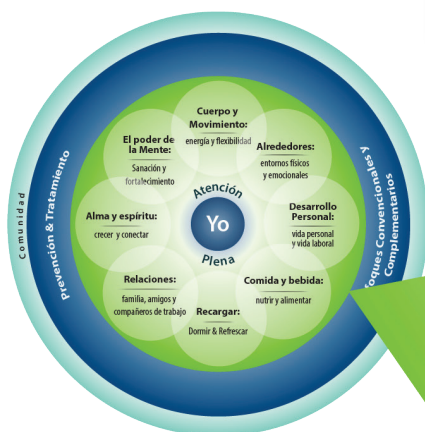 Cuerpo y
Movimiento:
energía y flexibilidad
El poder de
la Mente:
Sanación y
fortalecimiento
Alrededores:
entornos físicos
y emocionales
Atención
Yo
Plena
Alma y espíritu:
crecer y conectar
Desarrollo
Personal:
vida personal
y vida laboral
Relaciones:
familia, amigos y
compañeros de trabajo
Comida y bebida:
nutrir y alimentar
Recargar:
Dormir & Refrescar
Prevención & Tratamiento
foques Convencionales y
Complementarios
Comunidad